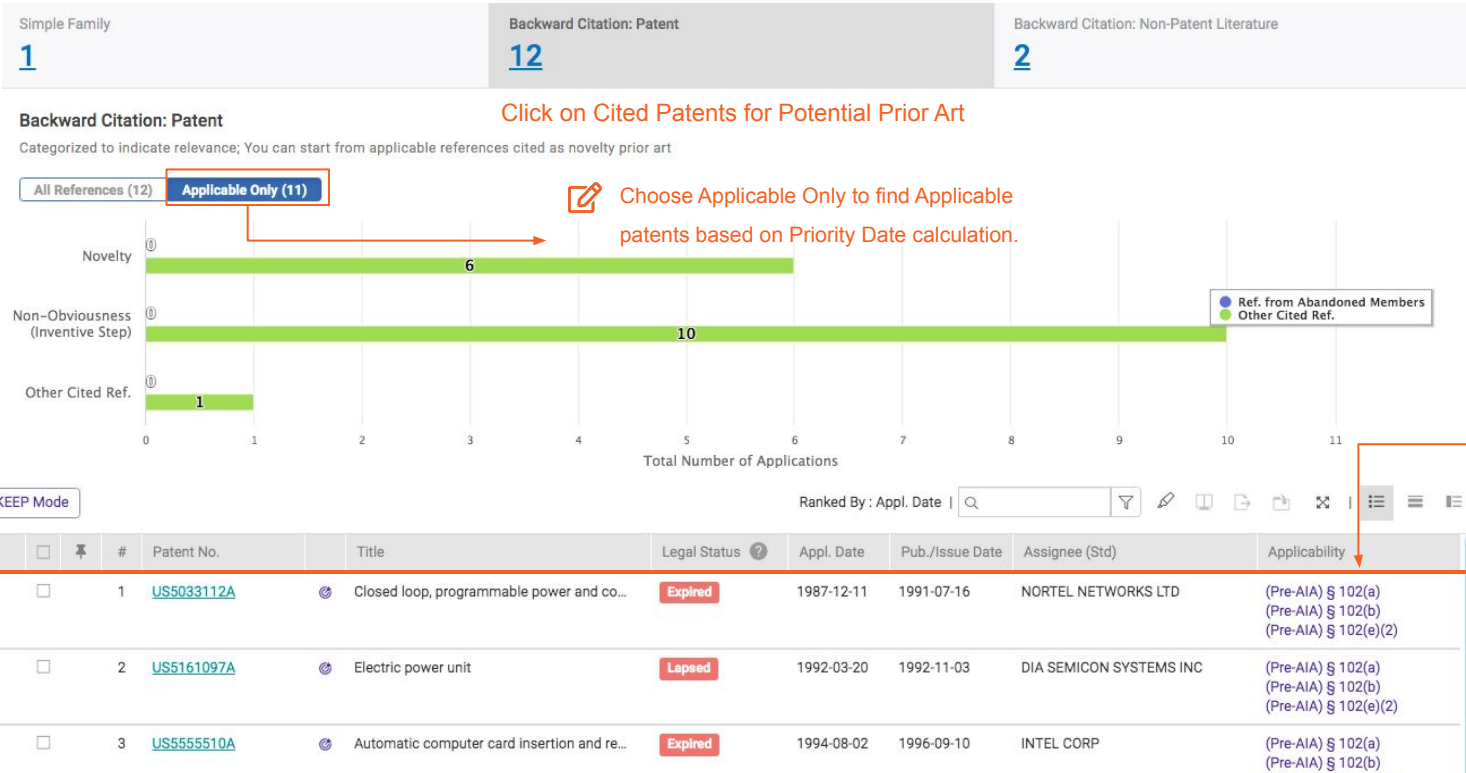 Simple Family
1
Backward Citation: Patent
12
Backward Citation: Non-Patent Literature
2
Backward Citation: Patent
Click on Cited Patents for Potential Prior Art
Categorized to indicate relevance; You can start from applicable references cited as novelty prior art
All References (12)
Applicable Only (11)
Choose Applicable Only to find Applicable
patents based on Priority Date calculation.
Novelty
0
6
Non-Obviousness
(Inventive Step)
0
10
Ref. from Abandoned Members
Other Cited Ref.
Other Cited Ref.
0
1
0 1 2 3 4 5 6 7 8 9 10 11
Total Number of Applications
KEEP Mode
Ranked By : Appl. Date |
# Patent No. Title Legal Status ? Appl. Date Pub./Issue Date Assignee (Std) Applicability
1 US5033112A Closed loop, programmable power and co... Expired 1987-12-11 1991-07-16 NORTEL NETWORKS LTD (Pre-AIA) § 102(a)
(Pre-AIA) § 102(b)
(Pre-AIA) § 102(e)(2)
2 US5161097A Electric power unit Lapsed 1992-03-20 1992-11-03 DIA SEMICON SYSTEMS INC (Pre-AIA) § 102(a)
(Pre-AIA) § 102(b)
(Pre-AIA) § 102(e)(2)
3 US5555510A Automatic computer card insertion and re... Expired 1994-08-02 1996-09-10 INTEL CORP (Pre-AIA) § 102(a)
(Pre-AIA) § 102(b)